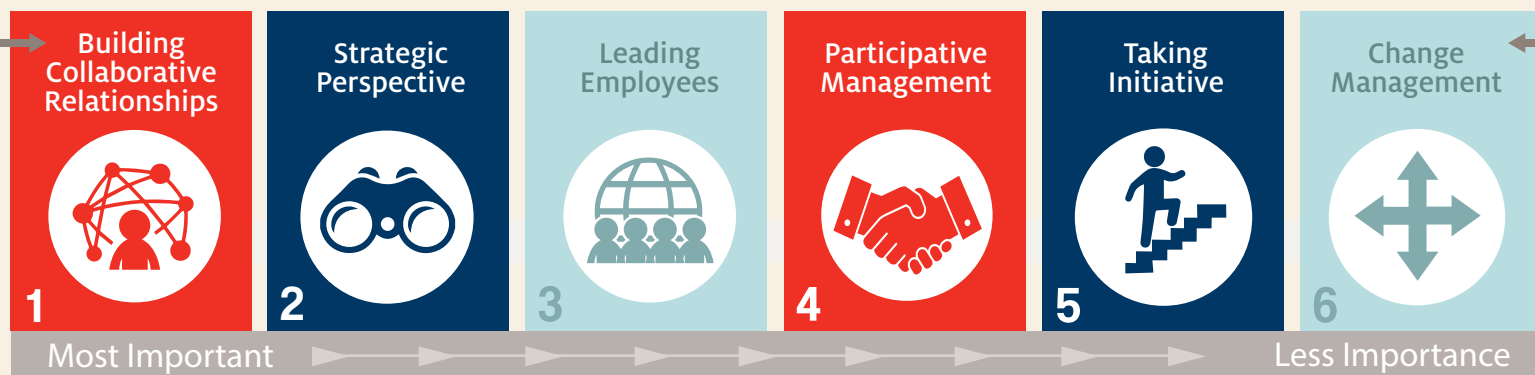 Building
Collaborative
Relationships
1
Strategic
Perspective
2
Leading
Employees
3
Participative
Management
4
Taking
Initiative
5
Change
Management
6
Most Important
Less Importance